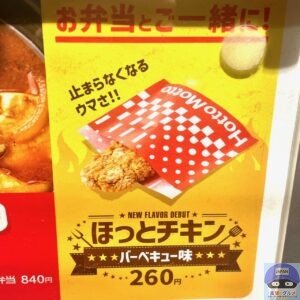 お弁当とご一緒に!
止まらなくなる
ウマさ!!
HottoMotto
NEW FLAVOR DEBUT
ほっとチキン
バーベキュー味
260円
弁当 840円